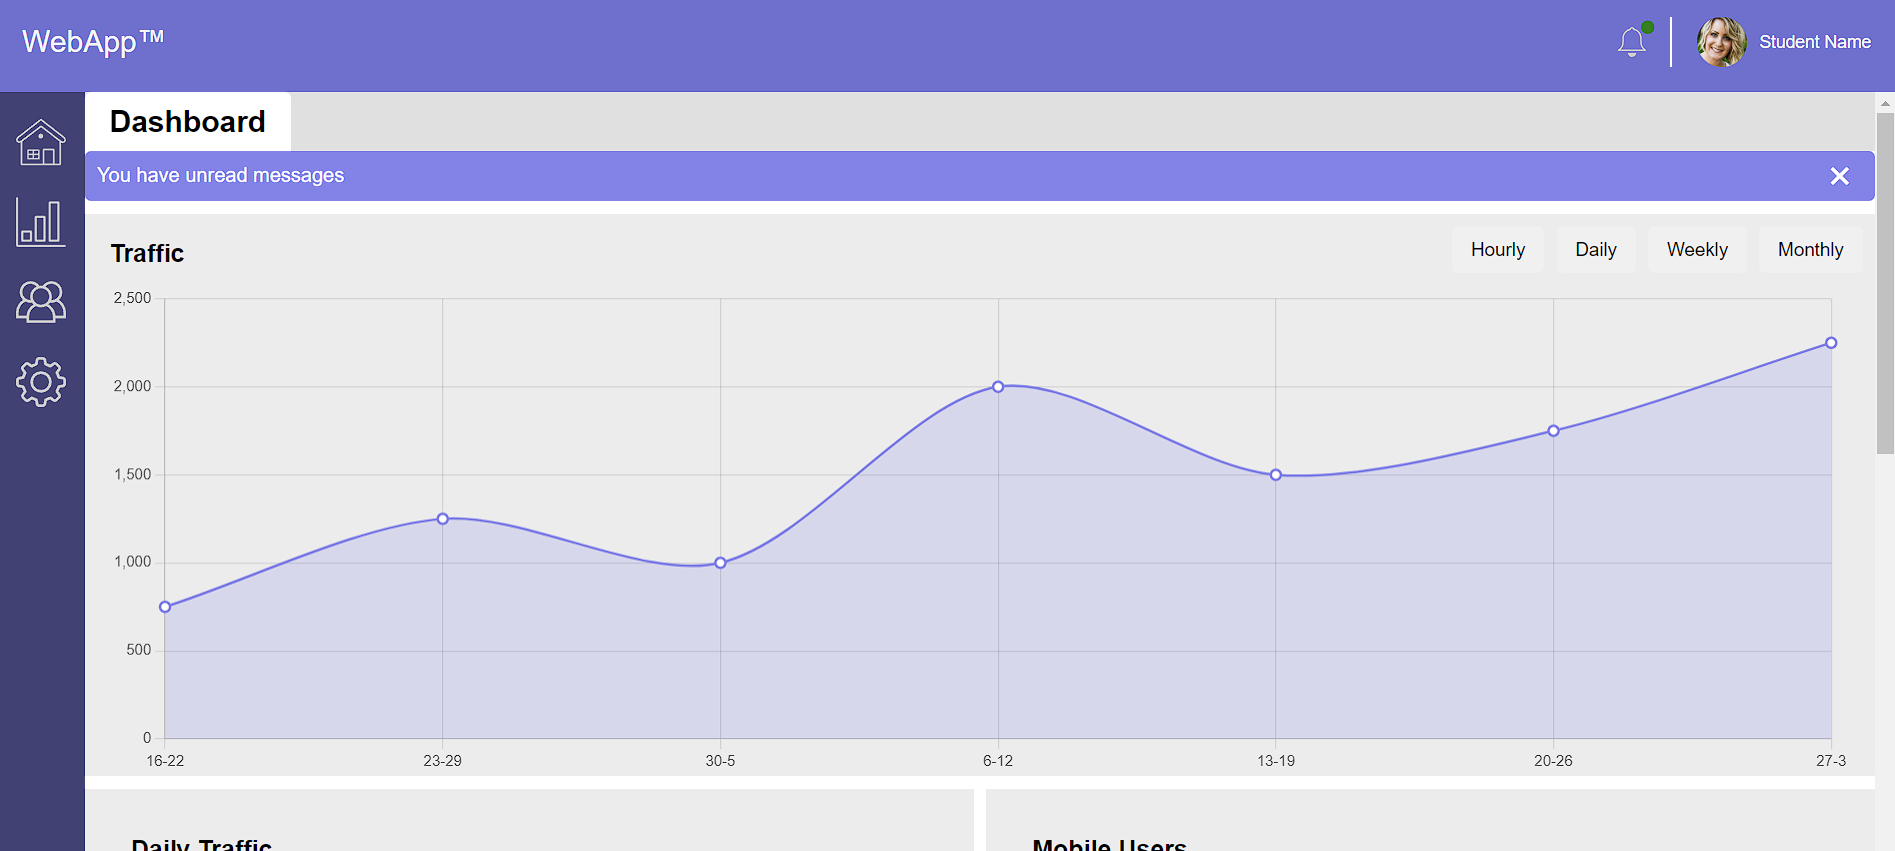 WebApp™
Student Name
Dashboard
You have unread messages
Traffic
Hourly
Daily
Weekly
Monthly
2,500
2,000
1,500
1,000
500
0
16-22
23-29
30-5
6-12
13-19
20-26
27-3
Daily Traffic
Mobile Users